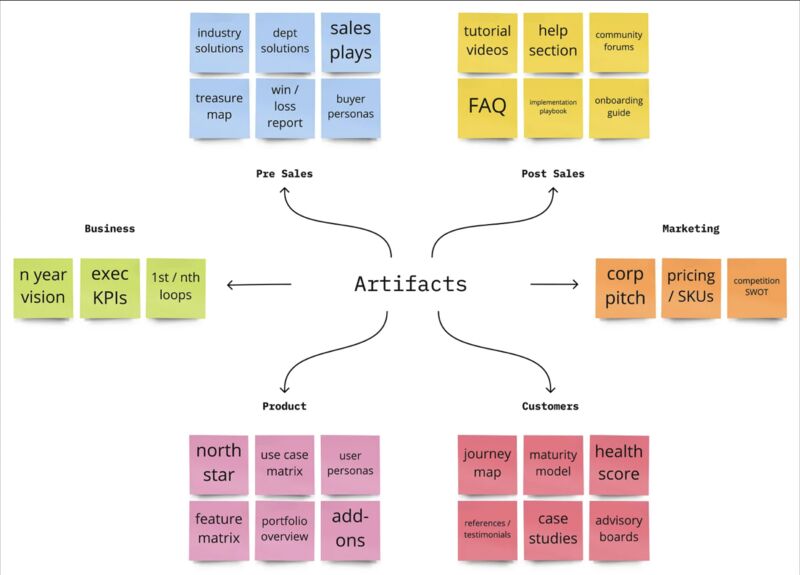 industry
solutions
dept
solutions
sales
plays
treasure
map
win /
loss
report
buyer
personas
Pre Sales
tutorial
videos
help
section
community
forums
FAQ
implementation
playbook
onboarding
guide
Post Sales
Business
n year
vision
exec
KPIs
1st / nth
loops
Artifacts
Marketing
corp
pitch
pricing
/ SKUs
competition
SWOT
Product
north
star
use case
matrix
user
personas
feature
matrix
portfolio
overview
add-
ons
Customers
journey
map
maturity
model
health
score
references /
testimonials
case
studies
advisory
boards